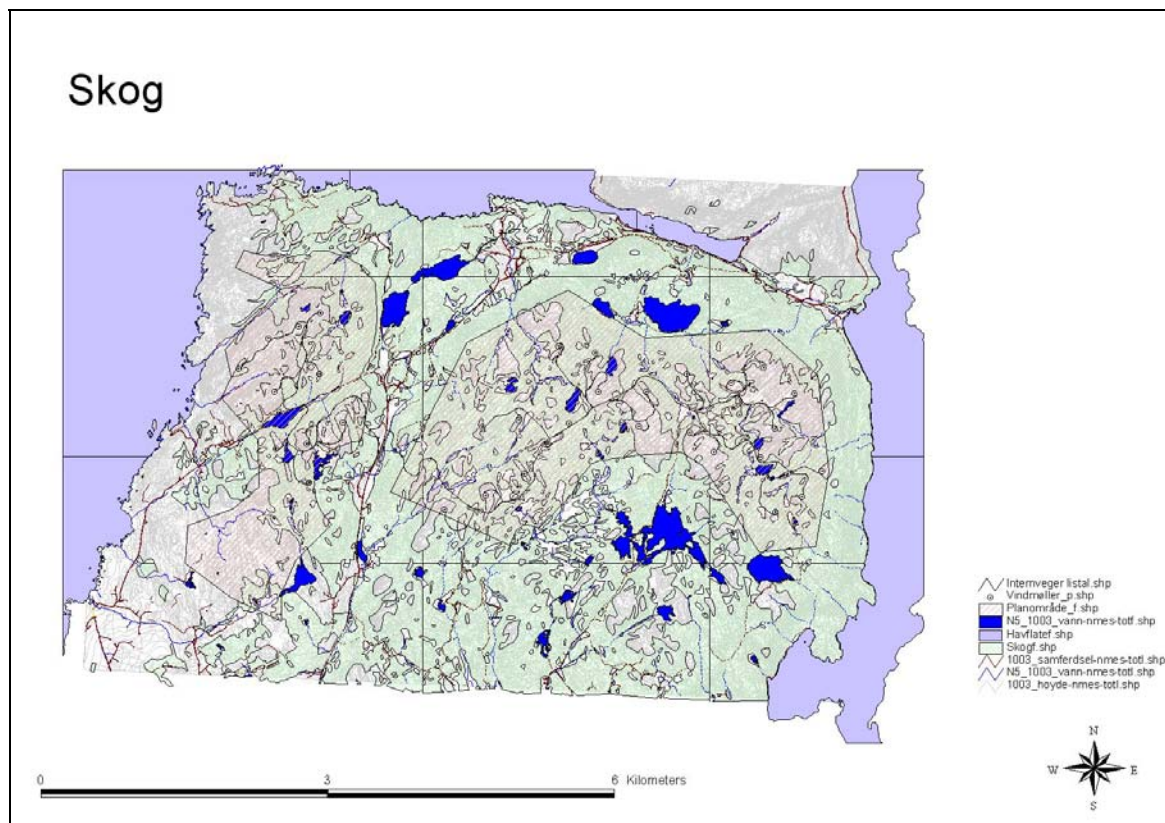 Skog
Internveger listal.shp
Vindmøller_p.shp
Planområde_f.shp
N5_1003_vann-nmes-totf.shp
Havflatef.shp
Skogf.shp
1003_samferdsel-nmes-totl.shp
N5_1003_vann-nmes-totl.shp
1003_hoyde-nmes-totl.shp
0 3 6 Kilometers
N
W E
S